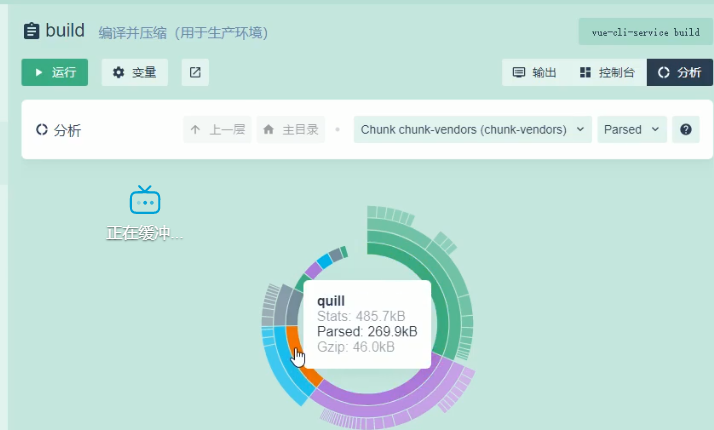 build 编译并压缩（用于生产环境） vue-cli-service build
运行 变量 输出 控制台 分析
分析 上一层 主目录 Chunk chunk-vendors (chunk-vendors) Parsed ?
正在缓冲...
quill
Stats: 485.7kB
Parsed: 269.9kB
Gzip: 46.0kB